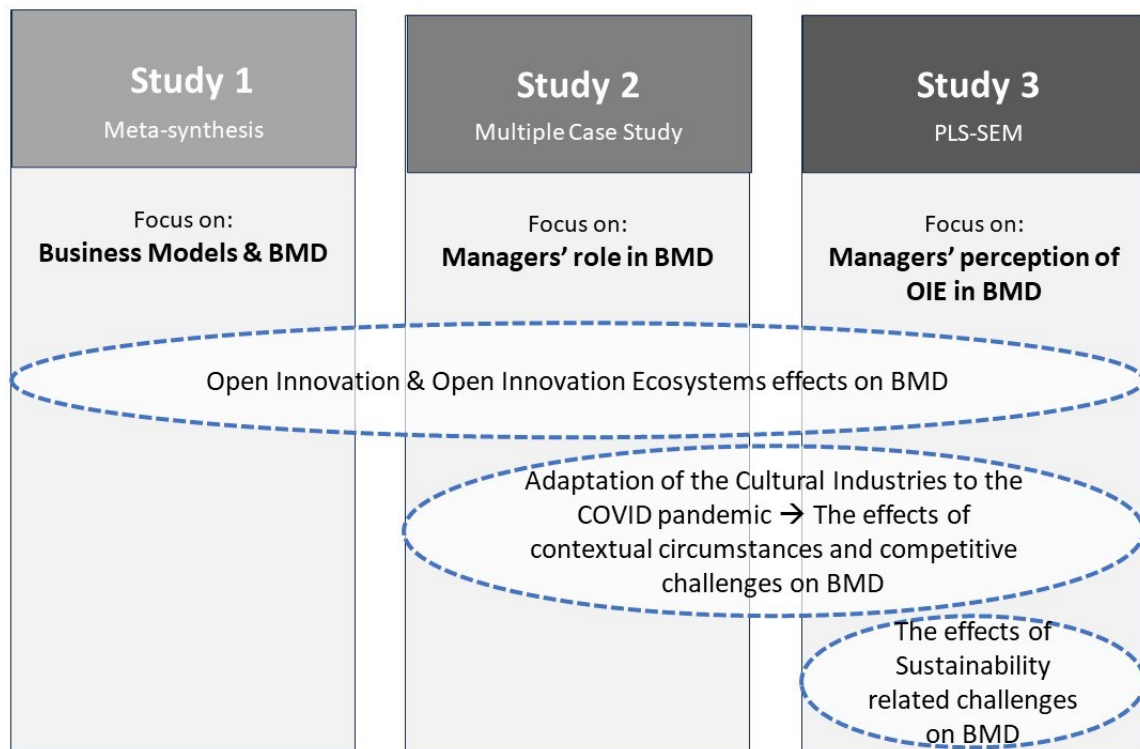 Study 1
Meta-synthesis
Focus on:
Business Models & BMD
Study 2
Multiple Case Study
Focus on:
Managers’ role in BMD
Study 3
PLS-SEM
Focus on:
Managers’ perception of
OIE in BMD
Open Innovation & Open Innovation Ecosystems effects on BMD
Adaptation of the Cultural Industries to the
COVID pandemic → The effects of
contextual circumstances and competitive
challenges on BMD
The effects of
Sustainability
related challenges
on BMD